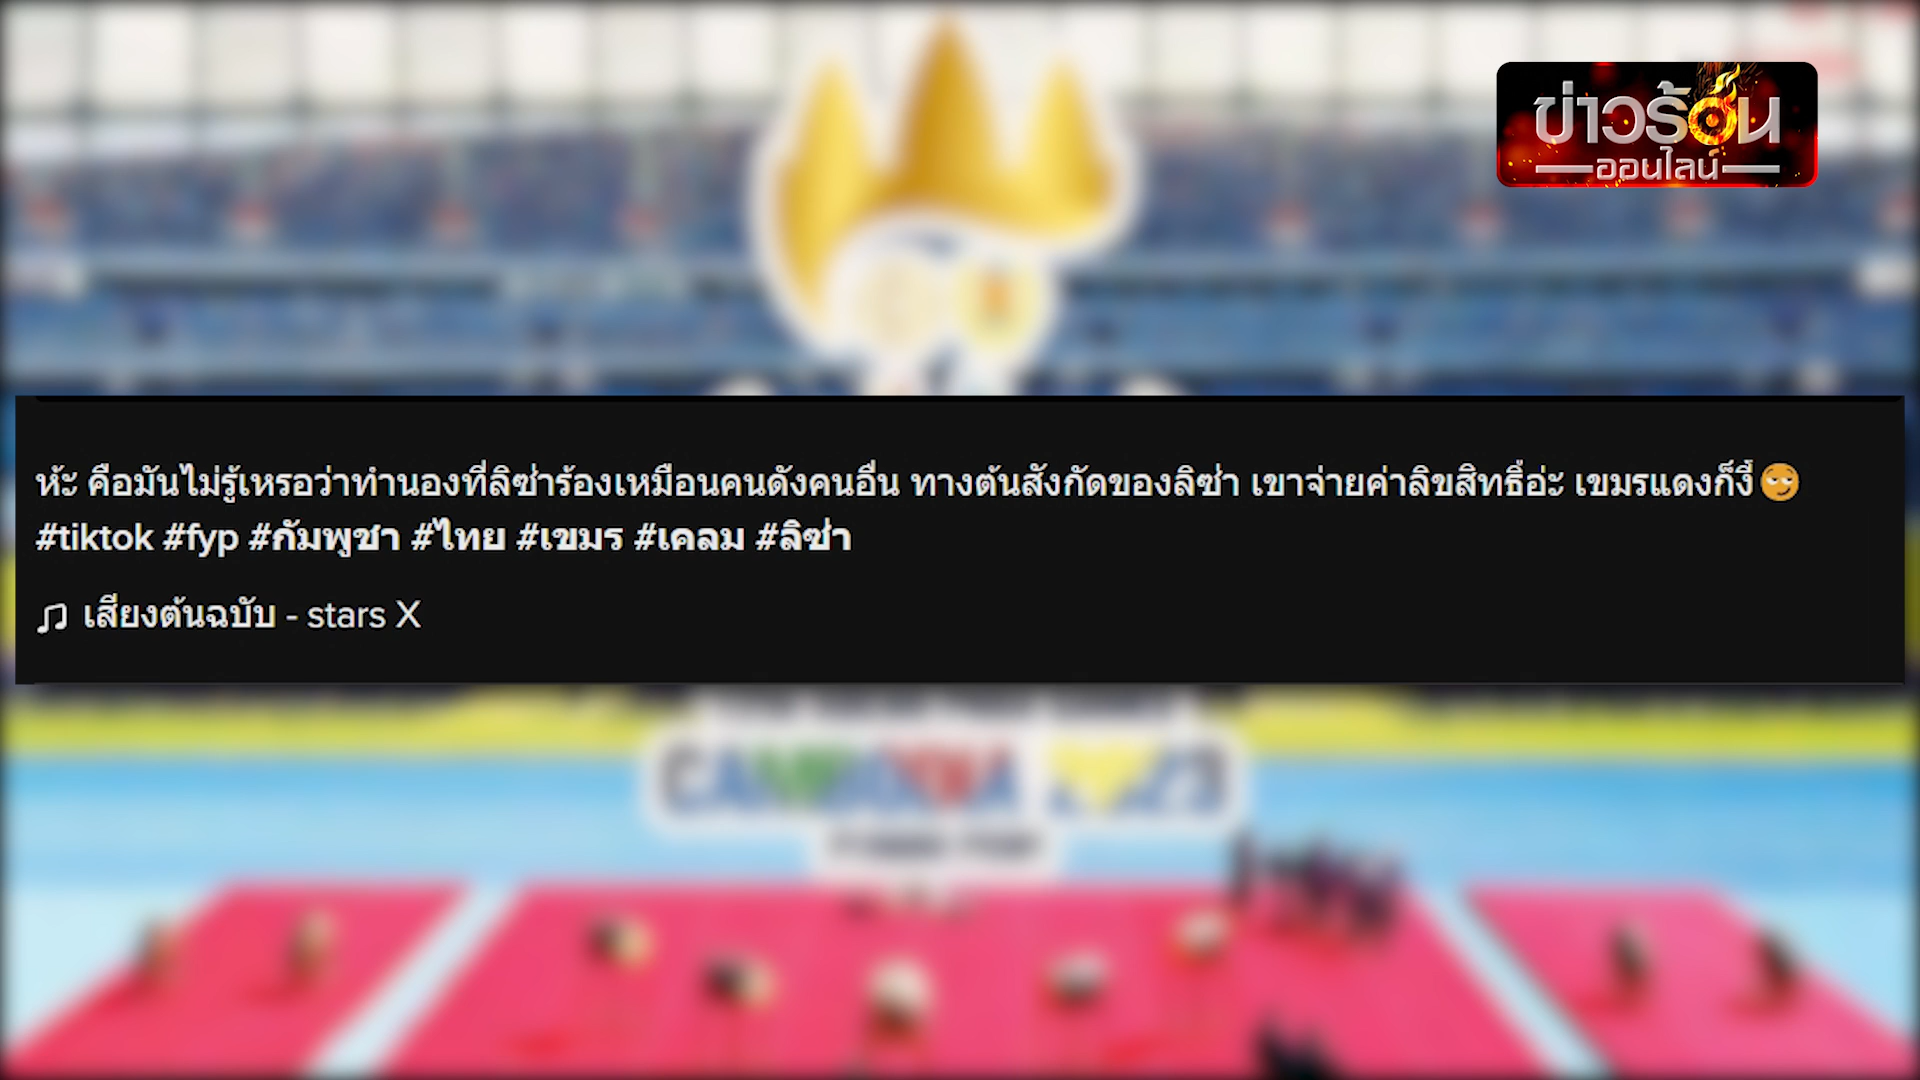 ข่าวร้อน
ออนไลน์
ห้ะ คือมันไม่รู้เหรอว่าทำนองที่ลิซ่าร้องเหมือนคนดังคนอื่น ทางต้นสังกัดของลิซ่า เขาจ่ายค่าลิขสิทธิ์อ่ะ เขมรแดงก็งี้😏
#tiktok #fyp #กัมพูชา #ไทย #เขมร #เคลม #ลิซ่า
เสียงต้นฉบับ - stars X
CAMBODIA 2023